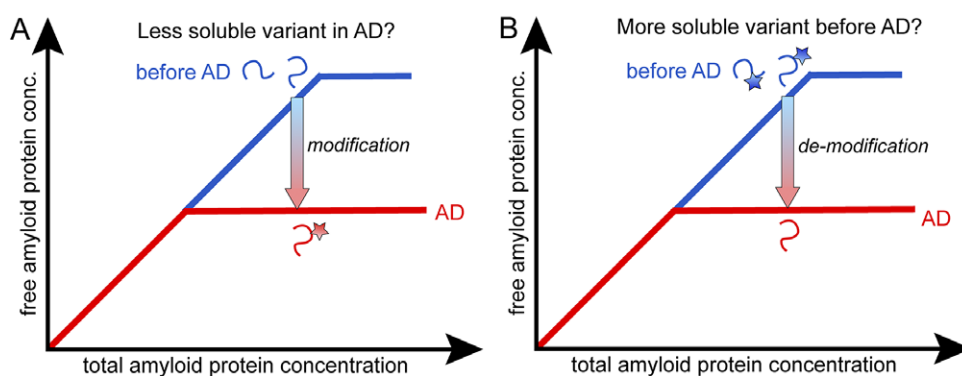 A
Less soluble variant in AD?
before AD
modification
AD
free amyloid protein conc.
total amyloid protein concentration
B
More soluble variant before AD?
before AD
de-modification
AD
free amyloid protein conc.
total amyloid protein concentration